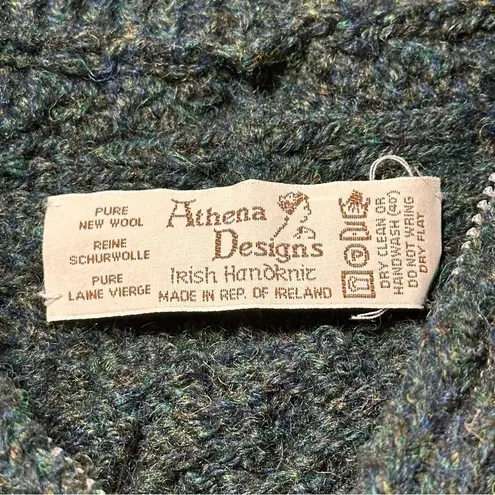 PURE
NEW WOOL
REINE
SCHURWOLLE
PURE
LAINE VIERGE
Athena
Designs
Irish Handknit
MADE IN REP. OF IRELAND
DRY CLEAN OR
HANDWASH (40°)
DO NOT WRING
DRY FLAT